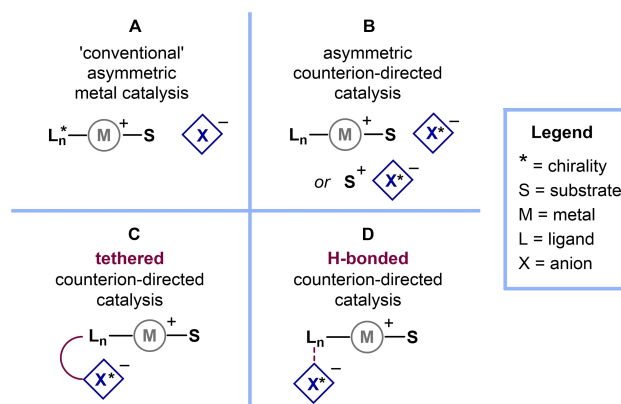 A
'conventional'
asymmetric
metal catalysis
Lₙ*—M⁺—S X⁻
B
asymmetric
counterion-directed
catalysis
Lₙ—M⁺—S X*⁻
or S⁺ X*⁻
C
tethered
counterion-directed
catalysis
Lₙ—M⁺—S
X*⁻
D
H-bonded
counterion-directed
catalysis
Lₙ—M⁺—S
X*⁻
Legend
* = chirality
S = substrate
M = metal
L = ligand
X = anion